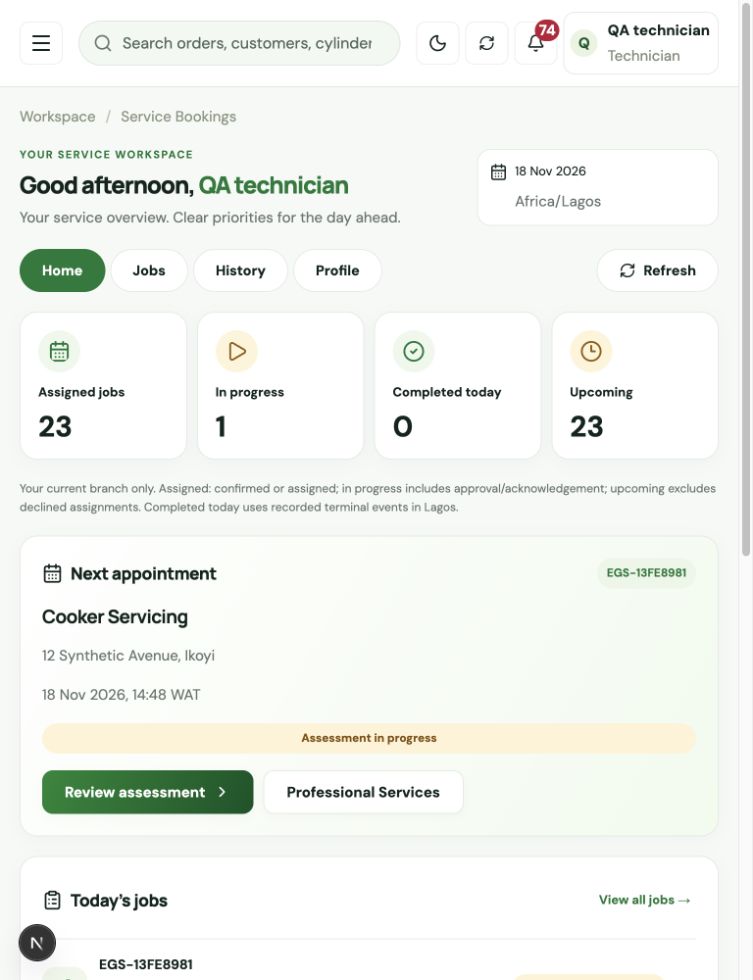 Search orders, customers, cylinder
74
Q
QA technician
Technician
Workspace / Service Bookings
YOUR SERVICE WORKSPACE
Good afternoon, QA technician
Your service overview. Clear priorities for the day ahead.
18 Nov 2026
Africa/Lagos
Home
Jobs
History
Profile
Refresh
Assigned jobs
23
In progress
1
Completed today
0
Upcoming
23
Your current branch only. Assigned: confirmed or assigned; in progress includes approval/acknowledgement; upcoming excludes
declined assignments. Completed today uses recorded terminal events in Lagos.
Next appointment
EGS-13FE8981
Cooker Servicing
12 Synthetic Avenue, Ikoyi
18 Nov 2026, 14:48 WAT
Assessment in progress
Review assessment
Professional Services
Today's jobs
View all jobs →
N
EGS-13FE8981